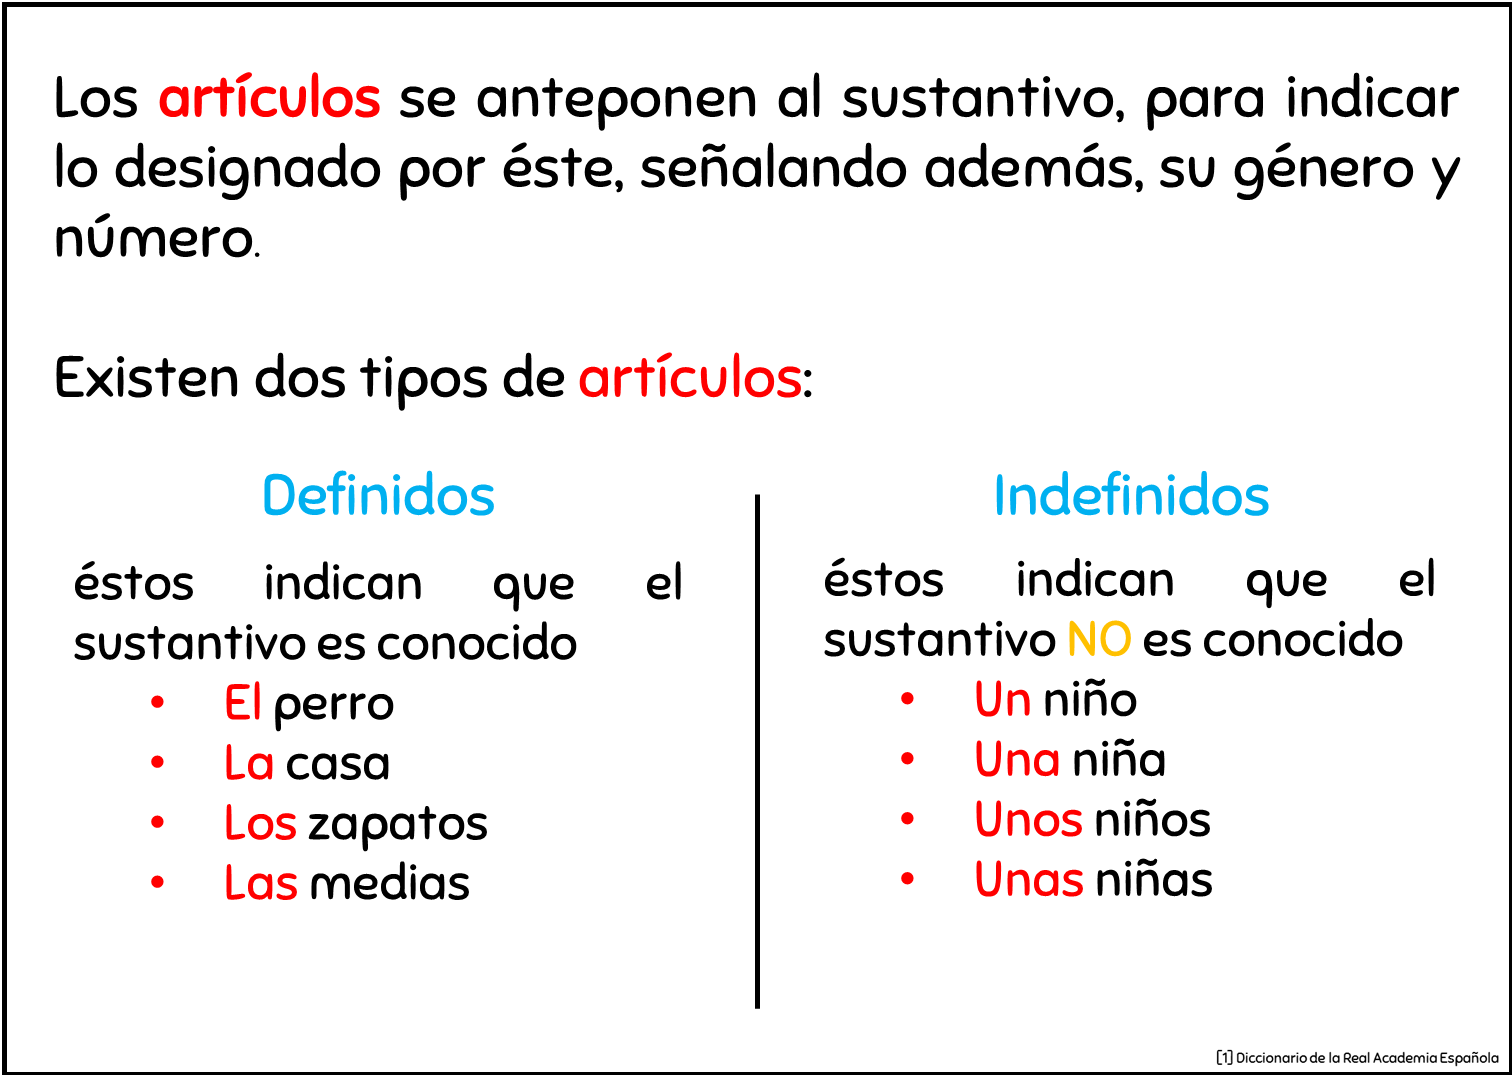 Los artículos se anteponen al sustantivo, para indicar
lo designado por éste, señalando además, su género y
número.
Existen dos tipos de artículos:
Definidos
éstos indican que el
sustantivo es conocido
• El perro
• La casa
• Los zapatos
• Las medias
Indefinidos
éstos indican que el
sustantivo NO es conocido
• Un niño
• Una niña
• Unos niños
• Unas niñas
[1] Diccionario de la Real Academia Española